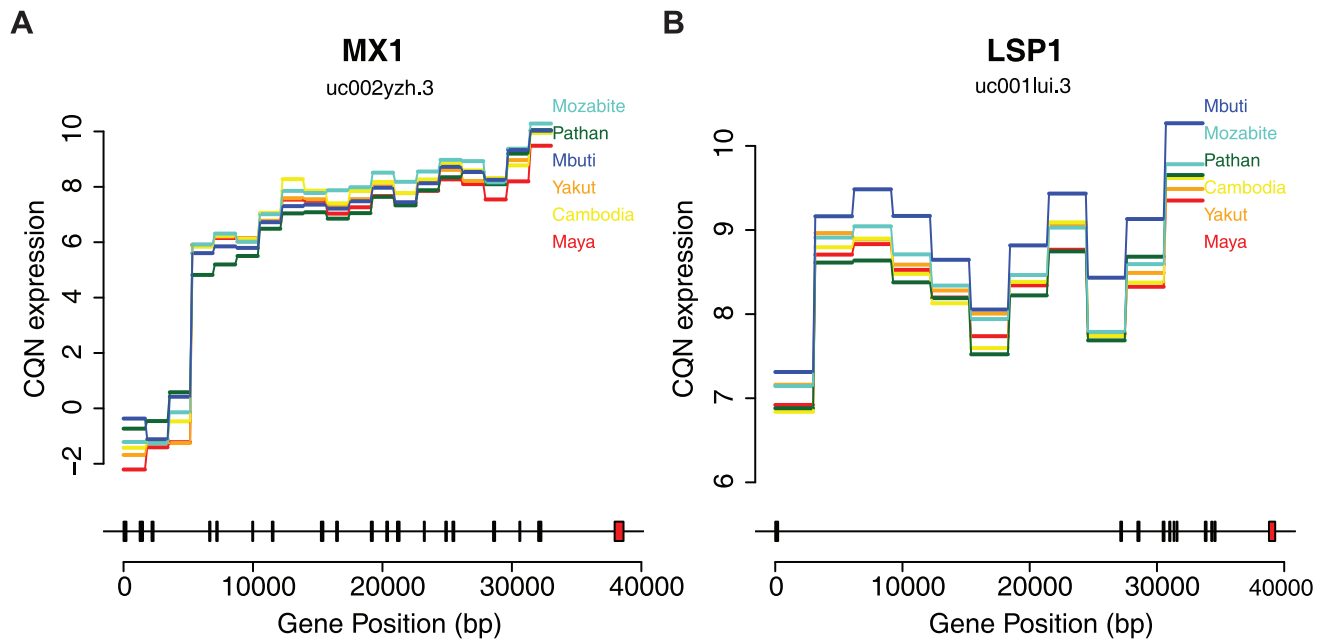 A
MX1
uc002yzh.3
Mozabite
Pathan
Mbuti
Yakut
Cambodia
Maya
CQN expression
10
8
6
4
2
0
−2
0 10000 20000 30000 40000
Gene Position (bp)
B
LSP1
uc001lui.3
Mbuti
Mozabite
Pathan
Cambodia
Yakut
Maya
CQN expression
10
9
8
7
6
0 10000 20000 30000 40000
Gene Position (bp)